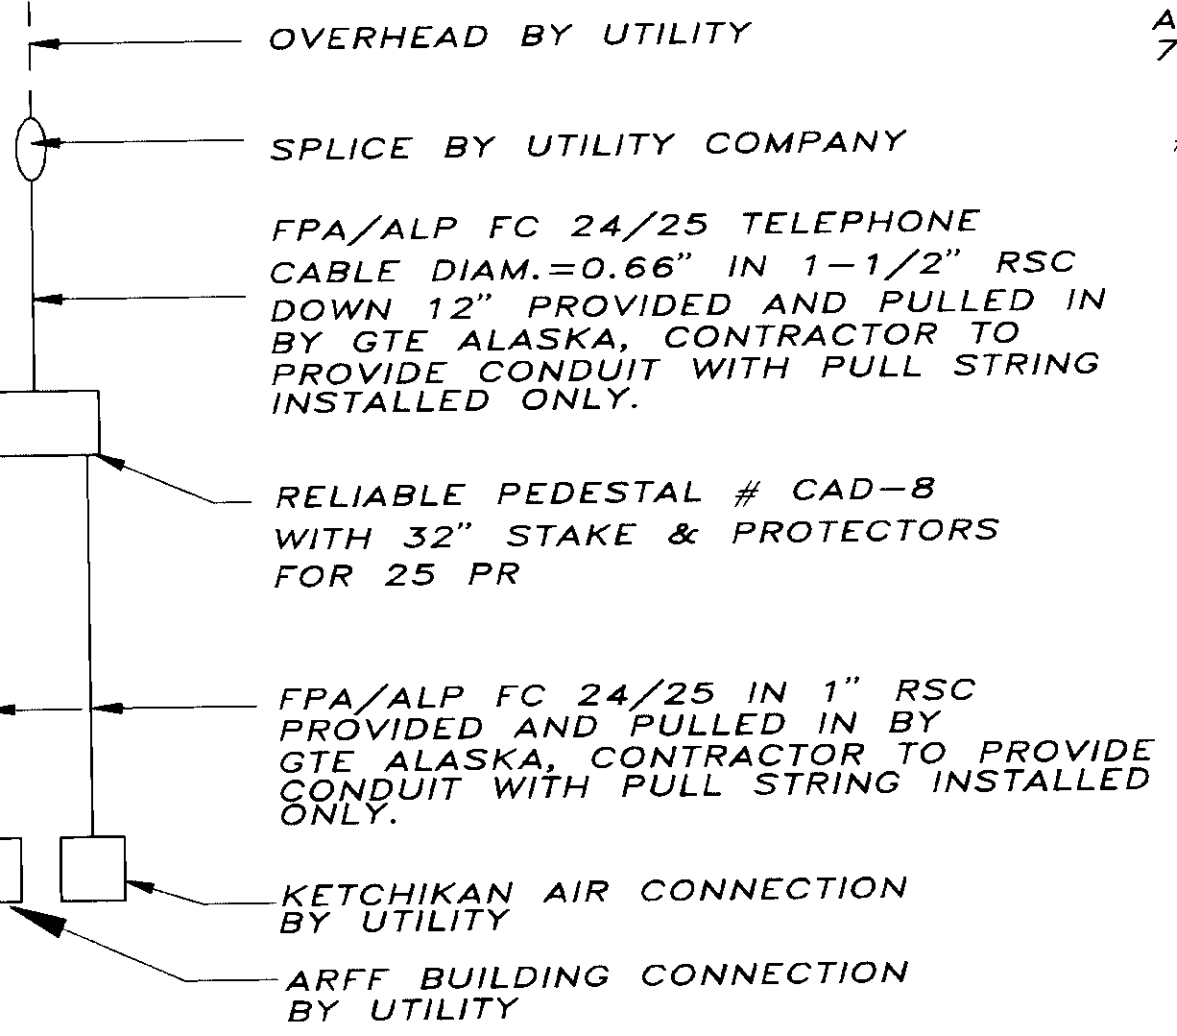 OVERHEAD BY UTILITY
SPLICE BY UTILITY COMPANY
FPA/ALP FC 24/25 TELEPHONE
CABLE DIAM.=0.66" IN 1-1/2" RSC
DOWN 12" PROVIDED AND PULLED IN
BY GTE ALASKA, CONTRACTOR TO
PROVIDE CONDUIT WITH PULL STRING
INSTALLED ONLY.
RELIABLE PEDESTAL # CAD-8
WITH 32" STAKE & PROTECTORS
FOR 25 PR
FPA/ALP FC 24/25 IN 1" RSC
PROVIDED AND PULLED IN BY
GTE ALASKA, CONTRACTOR TO PROVIDE
CONDUIT WITH PULL STRING INSTALLED
ONLY.
KETCHIKAN AIR CONNECTION
BY UTILITY
ARFF BUILDING CONNECTION
BY UTILITY